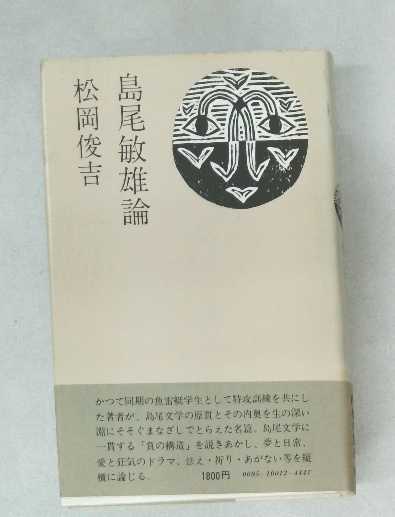 島尾敏雄論
松岡俊吉
かつて同期の魚雷艇学生として特攻訓練を共にし
た著者が、島尾文学の原質とその内奥を生の深い
淵にそそぐまなざしでとらえた名篇。島尾文学に
一貫する「負の構造」を説きあかし、夢と日常、
愛と狂気のドラマ、怯え・祈り・あがない等を縦
横に論じる。 1800円 0095-10012-4447